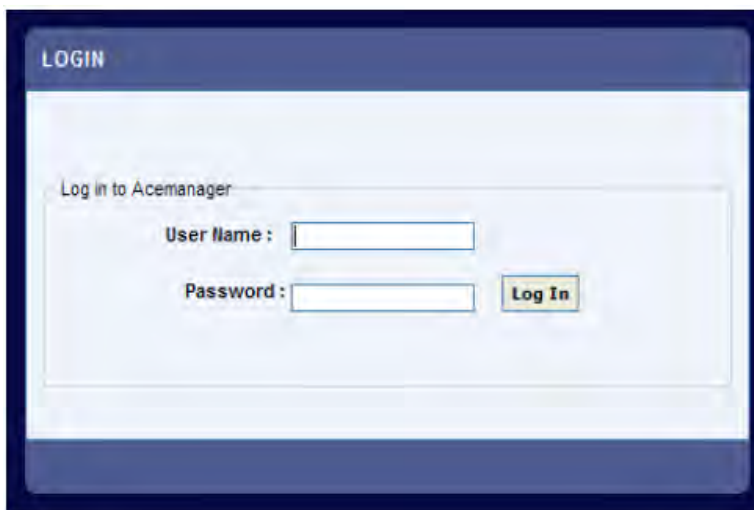 LOGIN
Log in to Acemanager
User Name :
Password :
Log In